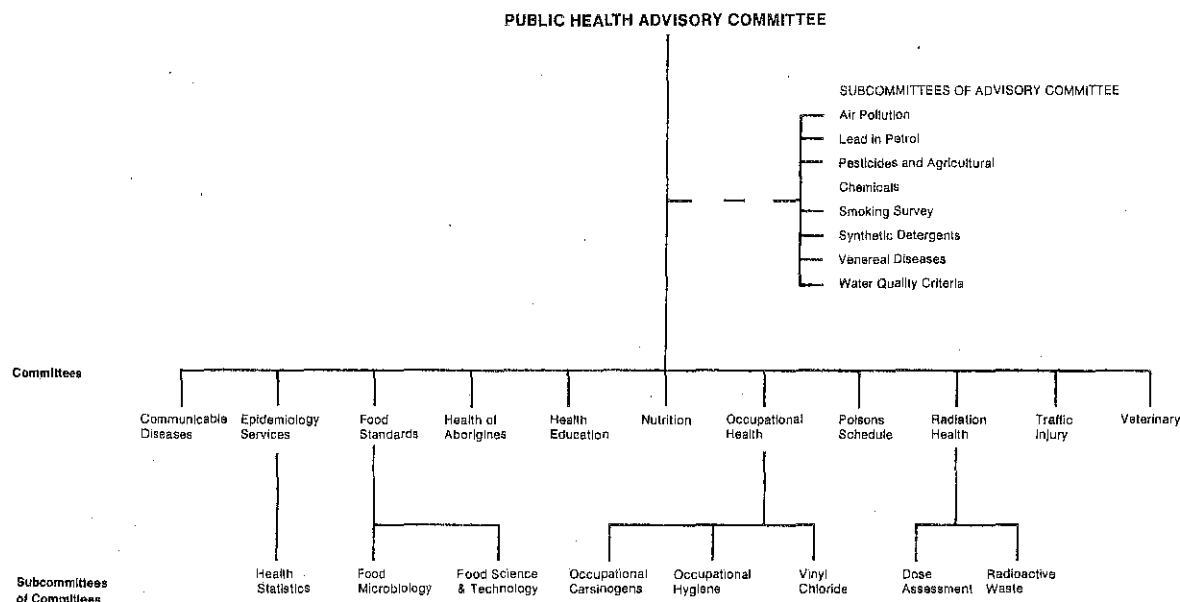 PUBLIC HEALTH ADVISORY COMMITTEE
SUBCOMMITTEES OF ADVISORY COMMITTEE
Air Pollution
Lead in Petrol
Pesticides and Agricultural
Chemicals
Smoking Survey
Synthetic Detergents
Venereal Diseases
Water Quality Criteria
Committees
Communicable
Diseases
Epidemiology
Services
Food
Standards
Health of
Aborigines
Health
Education
Nutrition
Occupational
Health
Poisons
Schedule
Radiation
Health
Traffic
Injury
Veterinary
Subcommittees
of Committees
Health
Statistics
Food
Microbiology
Food Science
& Technology
Occupational
Carsinogens
Occupational
Hygiene
Vinyl
Chloride
Dose
Assessment
Radioactive
Waste